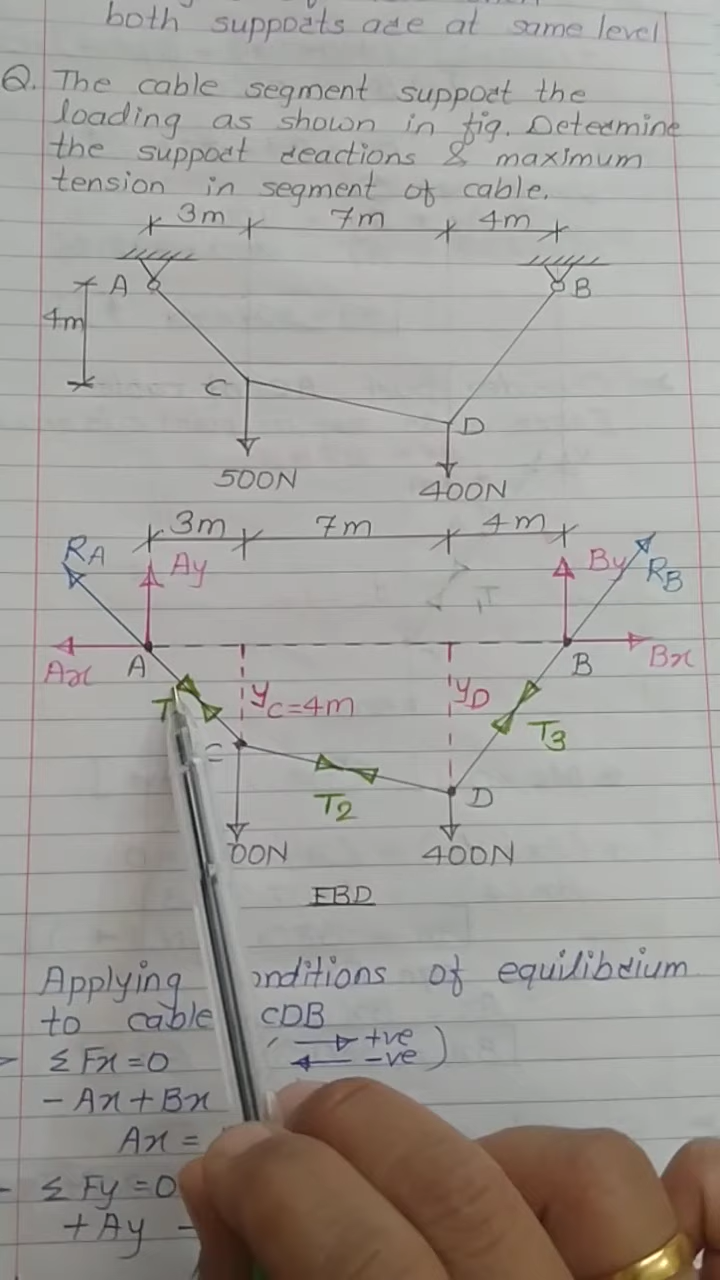 both supports are at same level
Q. The cable segment support the
loading as shown in fig. Determine
the support reactions & maximum
tension in segment of cable.
3m 7m 4m
A B
4m
C
D
500N
400N
3m 7m 4m
RA Ay By RB
Ax A B Bx
yC=4m yD
T3
C
T2 D
00N 400N
FBD
Applying onditions of equilibrium
to cable CDB
ΣFx=0 ( → +ve
← -ve )
- Ax + Bx
Ax =
- ΣFy=0
+Ay -